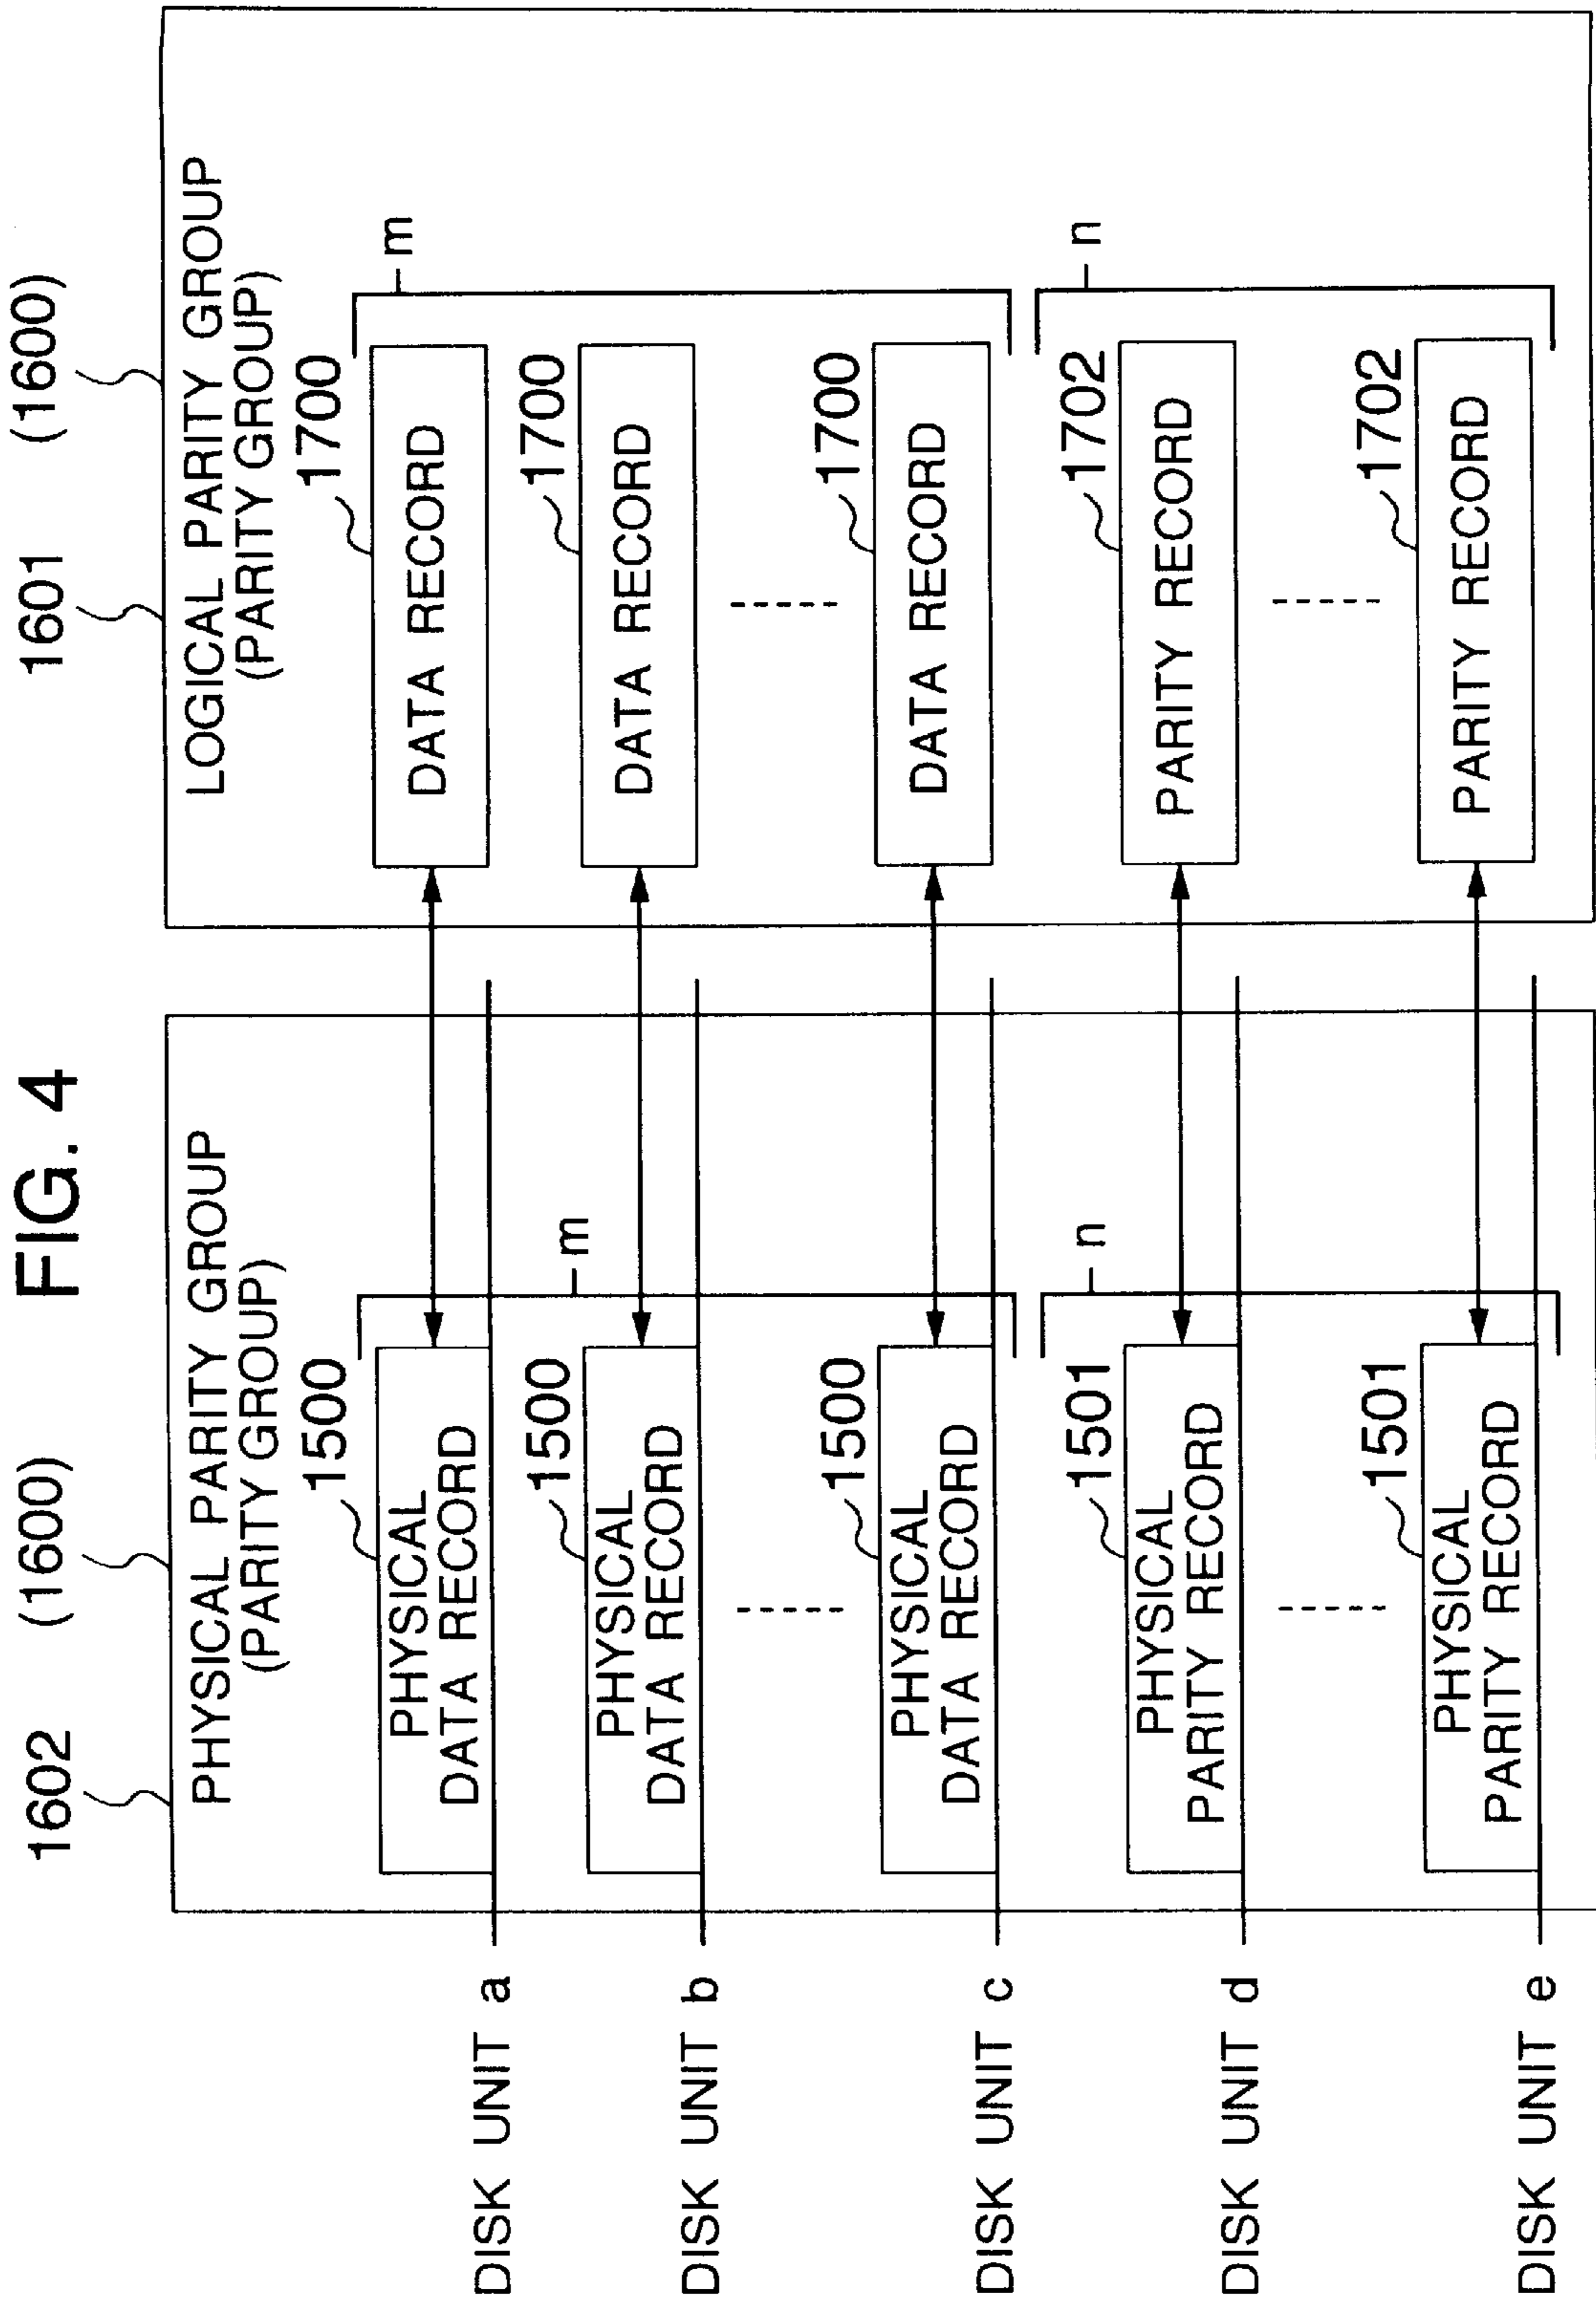 FIG. 4
1602
(1600)
PHYSICAL PARITY GROUP
(PARITY GROUP)
1500
PHYSICAL
DATA RECORD
m
DISK UNIT a
1500
PHYSICAL
DATA RECORD
DISK UNIT b
1500
PHYSICAL
DATA RECORD
DISK UNIT c
1501
PHYSICAL
PARITY RECORD
n
DISK UNIT d
1501
PHYSICAL
PARITY RECORD
DISK UNIT e
1601
(1600)
LOGICAL PARITY GROUP
(PARITY GROUP)
1700
DATA RECORD
m
1700
DATA RECORD
1700
DATA RECORD
1702
PARITY RECORD
n
1702
PARITY RECORD